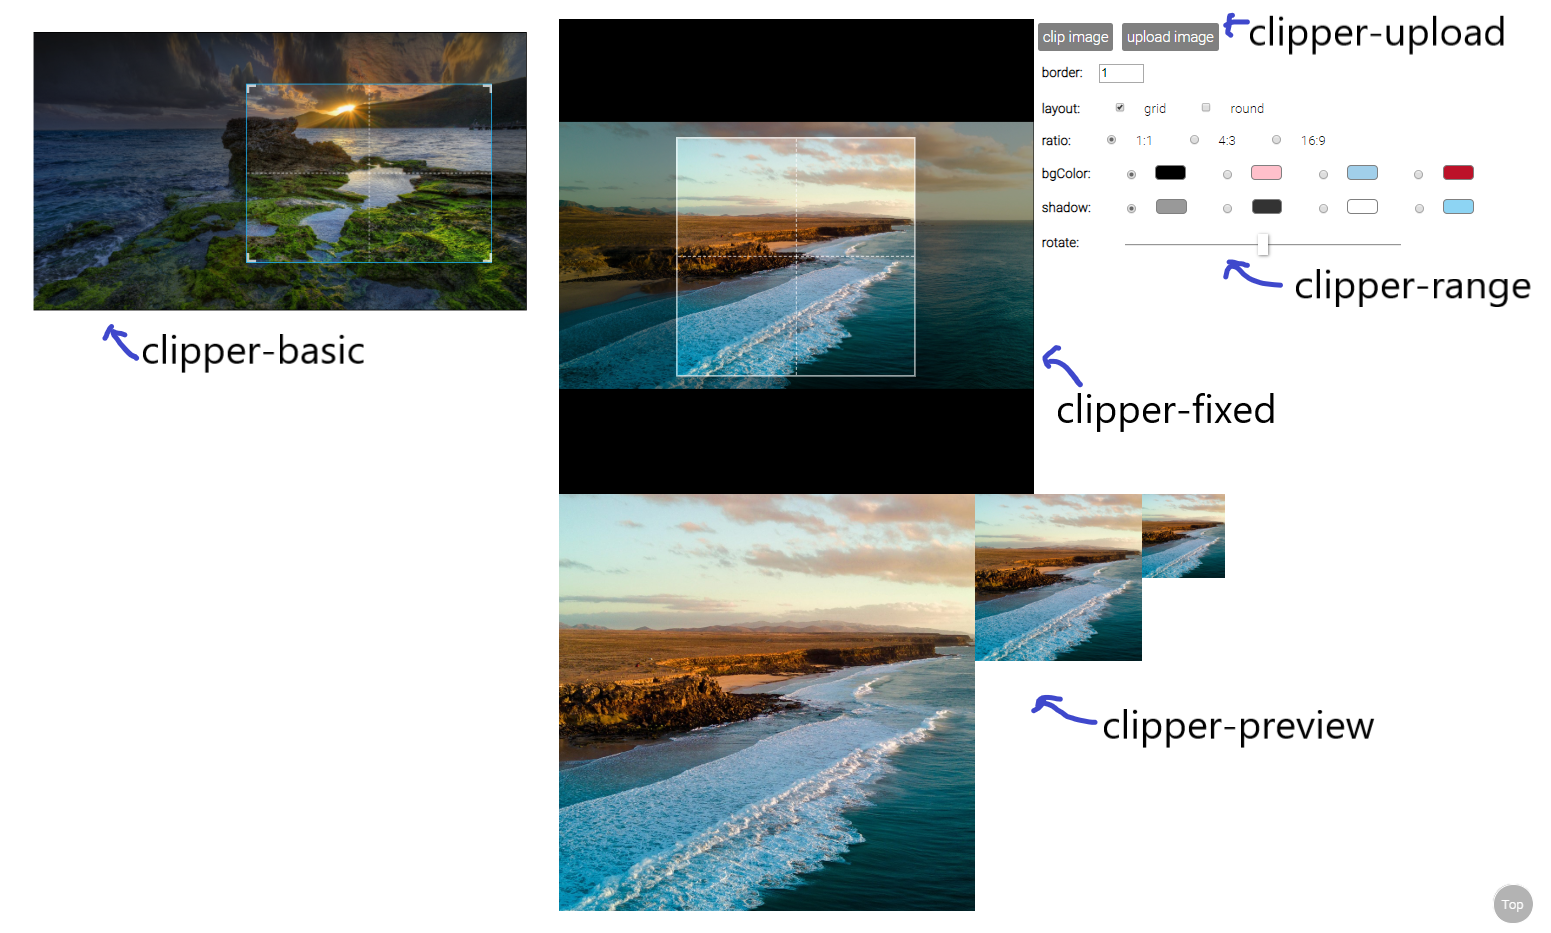 clip image upload image clipper-upload
border: 1
layout: grid round
ratio: 1:1 4:3 16:9
bgColor:
shadow:
rotate:
clipper-range
clipper-basic
clipper-fixed
clipper-preview
Top